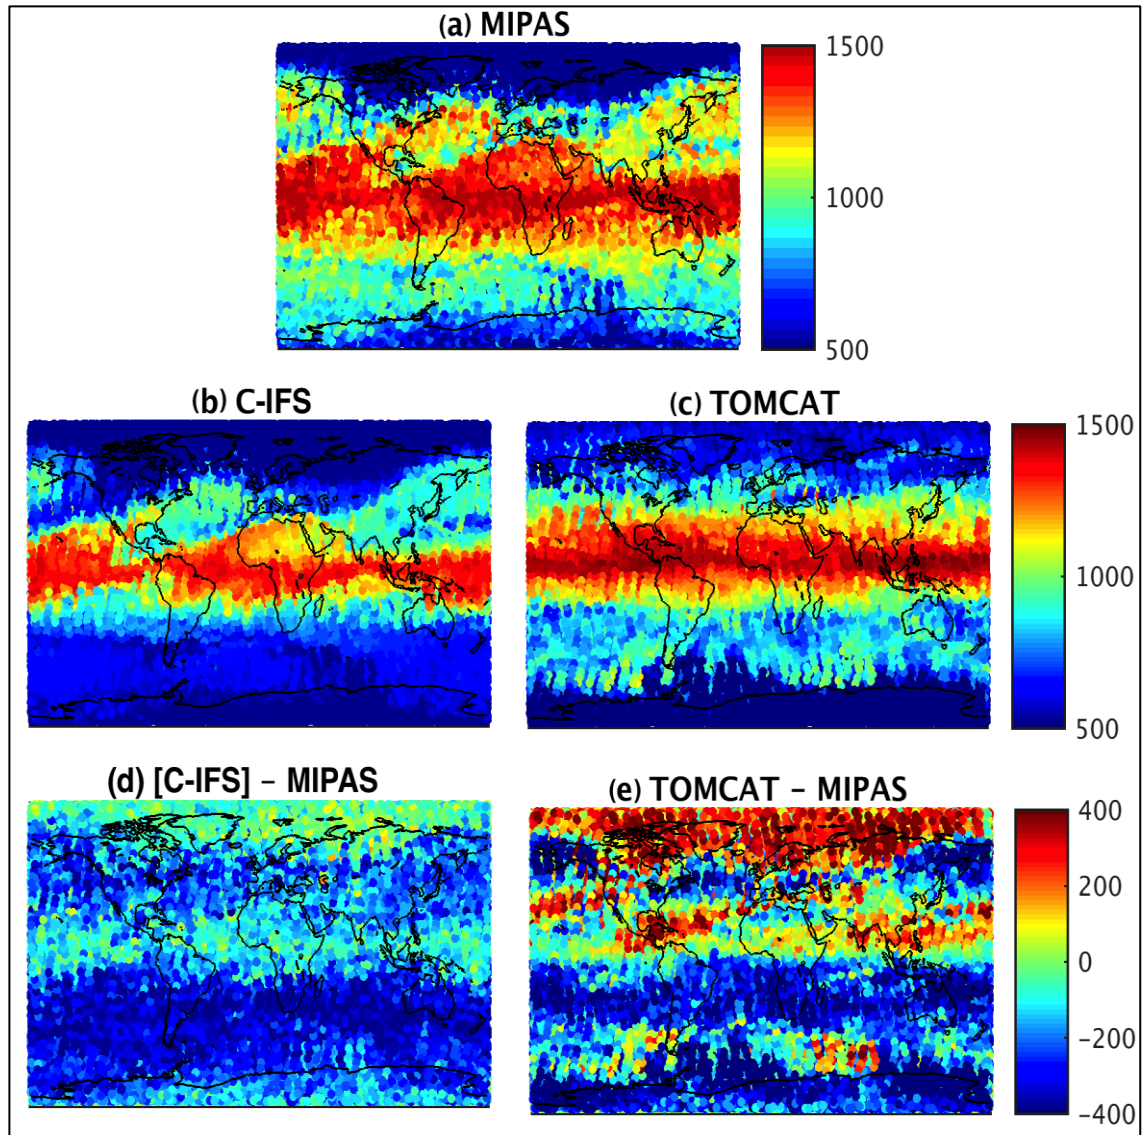 (a) MIPAS
1500
1000
500
(b) C-IFS
(c) TOMCAT
1500
1000
500
(d) [C-IFS] – MIPAS
(e) TOMCAT – MIPAS
400
200
0
−200
−400